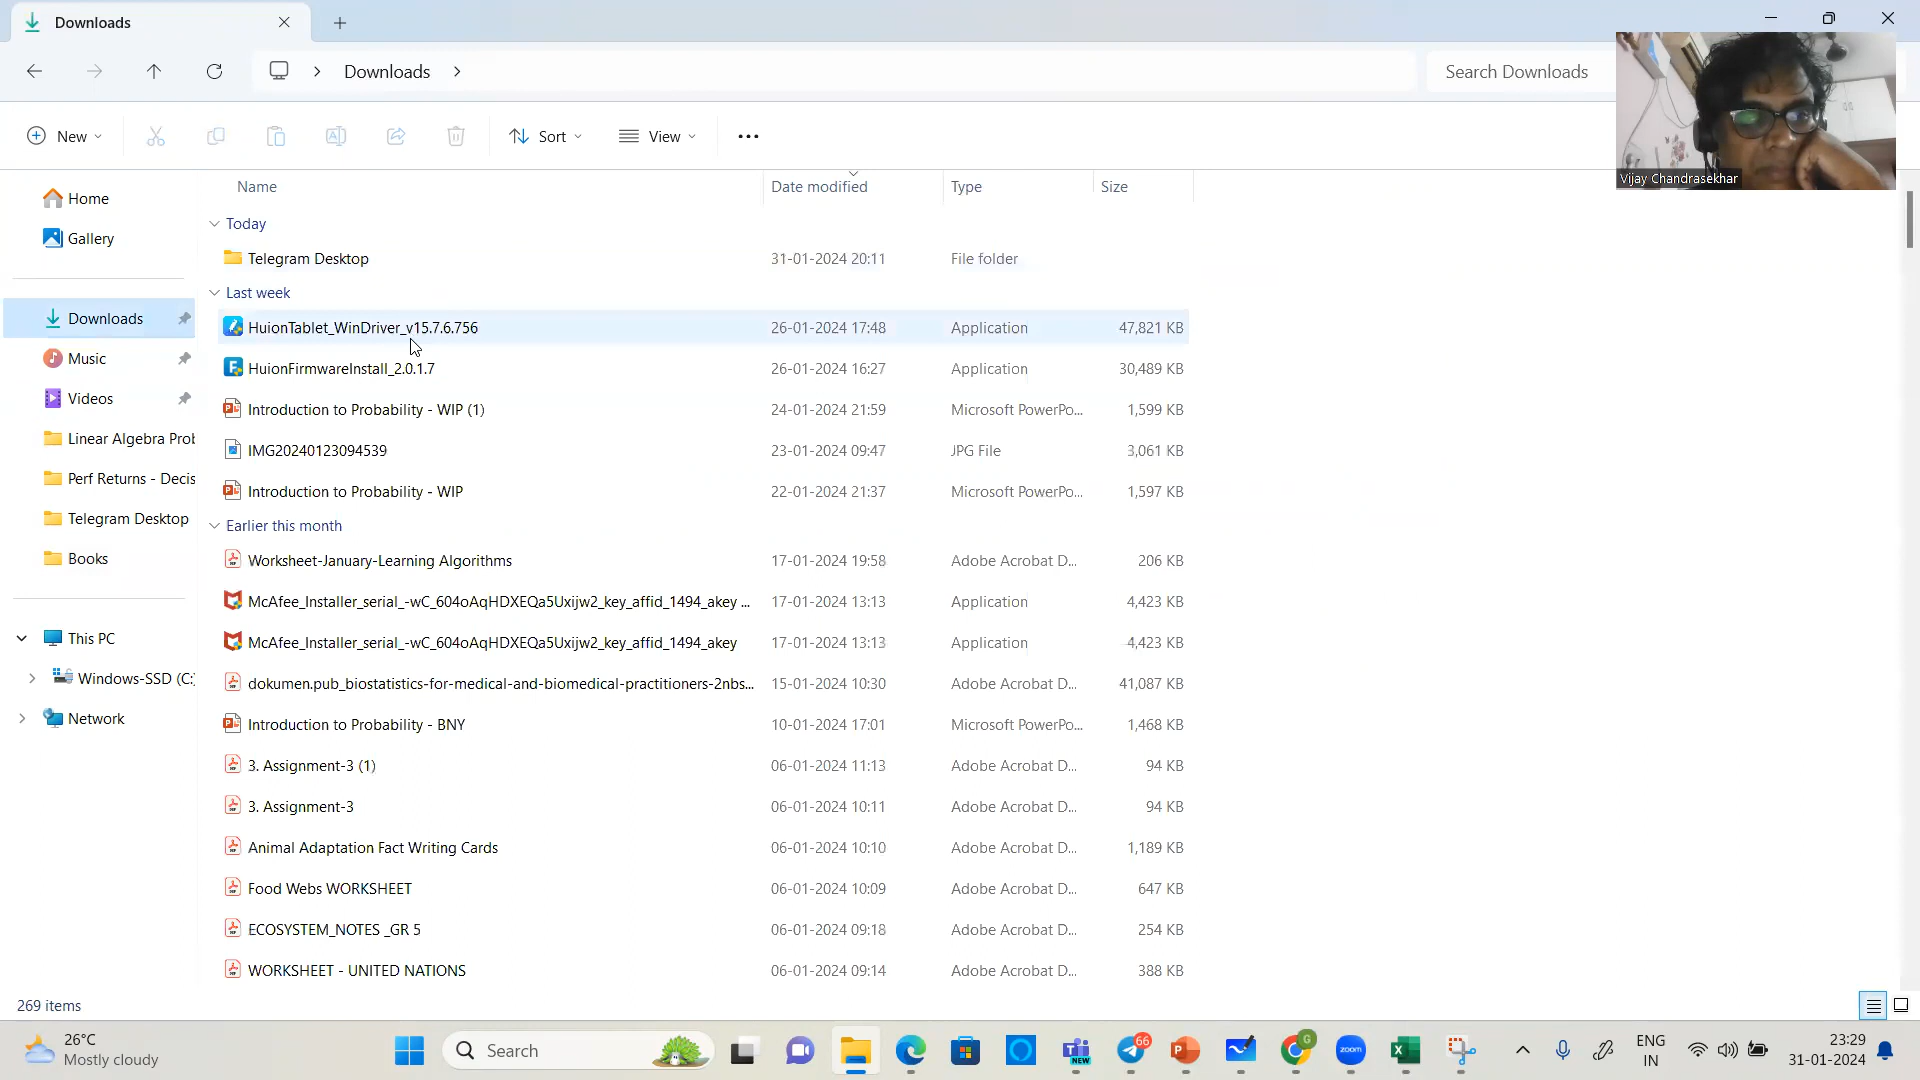 Downloads
Downloads
Search Downloads
New
Sort
View
Vijay Chandrasekhar
Name
Date modified
Type
Size
Home
Gallery
Downloads
Music
Videos
Linear Algebra Prob
Perf Returns - Decis
Telegram Desktop
Books
This PC
Windows-SSD (C:)
Network
Today
Telegram Desktop 31-01-2024 20:11 File folder
Last week
HuionTablet_WinDriver_v15.7.6.756 26-01-2024 17:48 Application 47,821 KB
HuionFirmwareInstall_2.0.1.7 26-01-2024 16:27 Application 30,489 KB
Introduction to Probability - WIP (1) 24-01-2024 21:59 Microsoft PowerPo... 1,599 KB
IMG20240123094539 23-01-2024 09:47 JPG File 3,061 KB
Introduction to Probability - WIP 22-01-2024 21:37 Microsoft PowerPo... 1,597 KB
Earlier this month
Worksheet-January-Learning Algorithms 17-01-2024 19:58 Adobe Acrobat D... 206 KB
McAfee_Installer_serial_-wC_604oAqHDXEQa5Uxijw2_key_affid_1494_akey ... 17-01-2024 13:13 Application 4,423 KB
McAfee_Installer_serial_-wC_604oAqHDXEQa5Uxijw2_key_affid_1494_akey 17-01-2024 13:13 Application 4,423 KB
dokumen.pub_biostatistics-for-medical-and-biomedical-practitioners-2nbs... 15-01-2024 10:30 Adobe Acrobat D... 41,087 KB
Introduction to Probability - BNY 10-01-2024 17:01 Microsoft PowerPo... 1,468 KB
3. Assignment-3 (1) 06-01-2024 11:13 Adobe Acrobat D... 94 KB
3. Assignment-3 06-01-2024 10:11 Adobe Acrobat D... 94 KB
Animal Adaptation Fact Writing Cards 06-01-2024 10:10 Adobe Acrobat D... 1,189 KB
Food Webs WORKSHEET 06-01-2024 10:09 Adobe Acrobat D... 647 KB
ECOSYSTEM_NOTES _GR 5 06-01-2024 09:18 Adobe Acrobat D... 254 KB
WORKSHEET - UNITED NATIONS 06-01-2024 09:14 Adobe Acrobat D... 388 KB
269 items
26°C
Mostly cloudy
Search
NEW
66
G
zoom
ENG
IN
23:29
31-01-2024